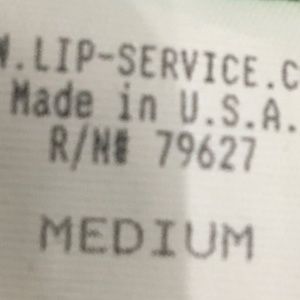 W.LIP-SERVICE.C
Made in U.S.A.
R/N# 79627
MEDIUM